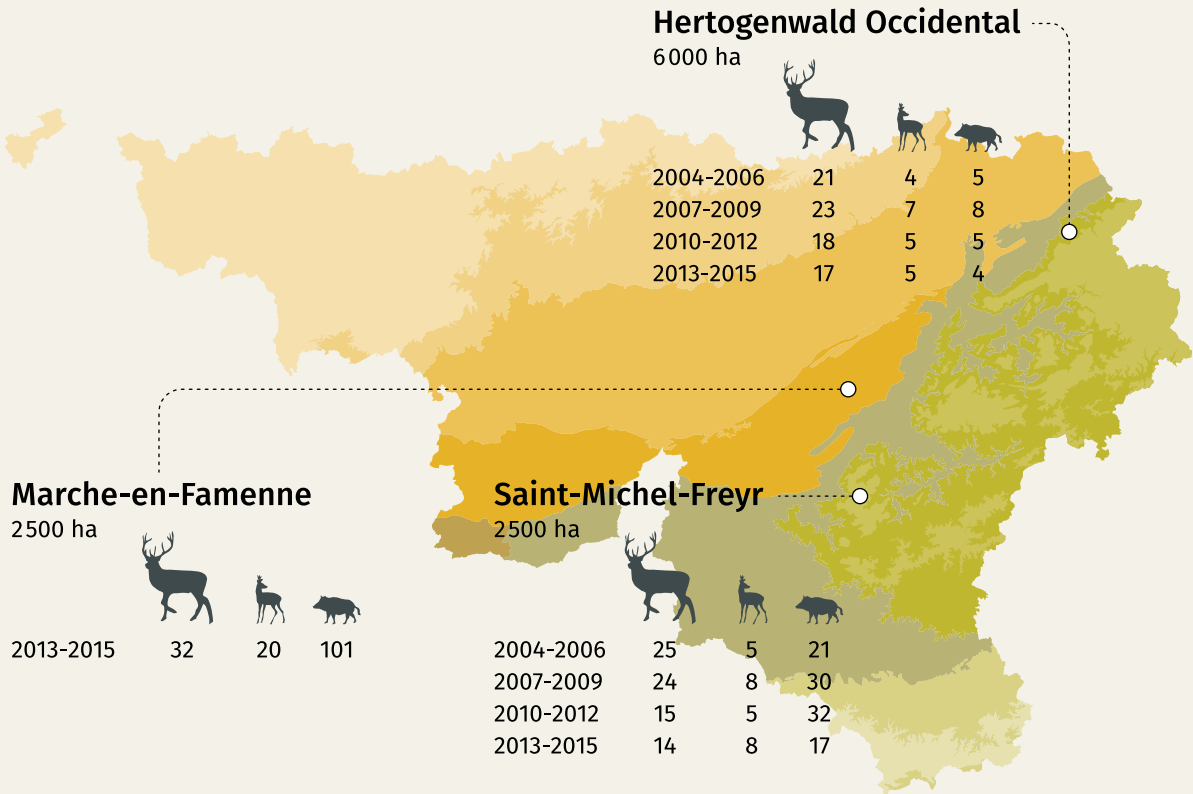 Hertogenwald Occidental
6 000 ha
2004-2006 21 4 5
2007-2009 23 7 8
2010-2012 18 5 5
2013-2015 17 5 4
Marche-en-Famenne
2500 ha
2013-2015 32 20 101
Saint-Michel-Freyr
2500 ha
2004-2006 25 5 21
2007-2009 24 8 30
2010-2012 15 5 32
2013-2015 14 8 17